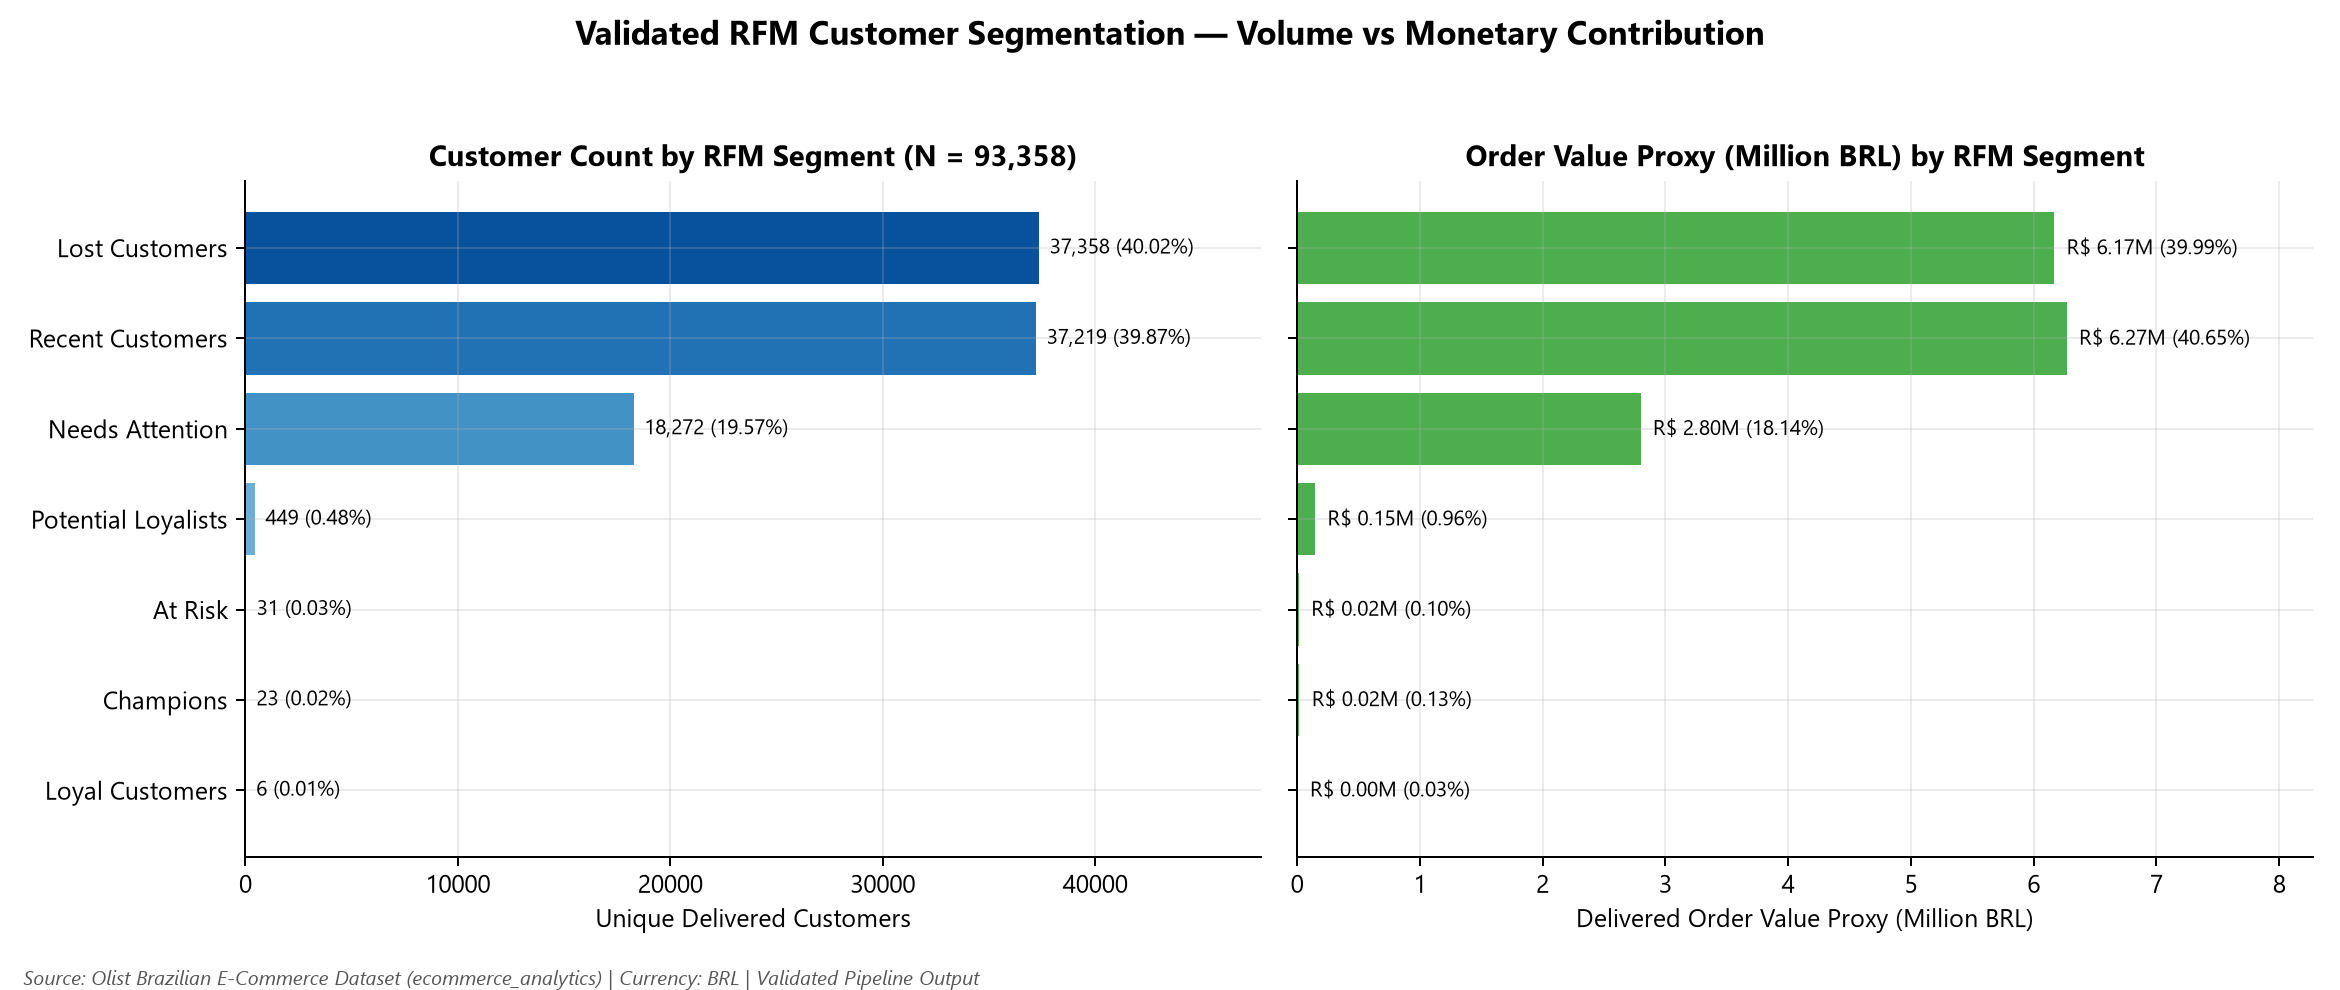 Validated RFM Customer Segmentation — Volume vs Monetary Contribution
Customer Count by RFM Segment (N = 93,358)
Lost Customers
37,358 (40.02%)
Recent Customers
37,219 (39.87%)
Needs Attention
18,272 (19.57%)
Potential Loyalists
449 (0.48%)
At Risk
31 (0.03%)
Champions
23 (0.02%)
Loyal Customers
6 (0.01%)
0 10000 20000 30000 40000
Unique Delivered Customers
Order Value Proxy (Million BRL) by RFM Segment
R$ 6.17M (39.99%)
R$ 6.27M (40.65%)
R$ 2.80M (18.14%)
R$ 0.15M (0.96%)
R$ 0.02M (0.10%)
R$ 0.02M (0.13%)
R$ 0.00M (0.03%)
0 1 2 3 4 5 6 7 8
Delivered Order Value Proxy (Million BRL)
Source: Olist Brazilian E-Commerce Dataset (ecommerce_analytics) | Currency: BRL | Validated Pipeline Output